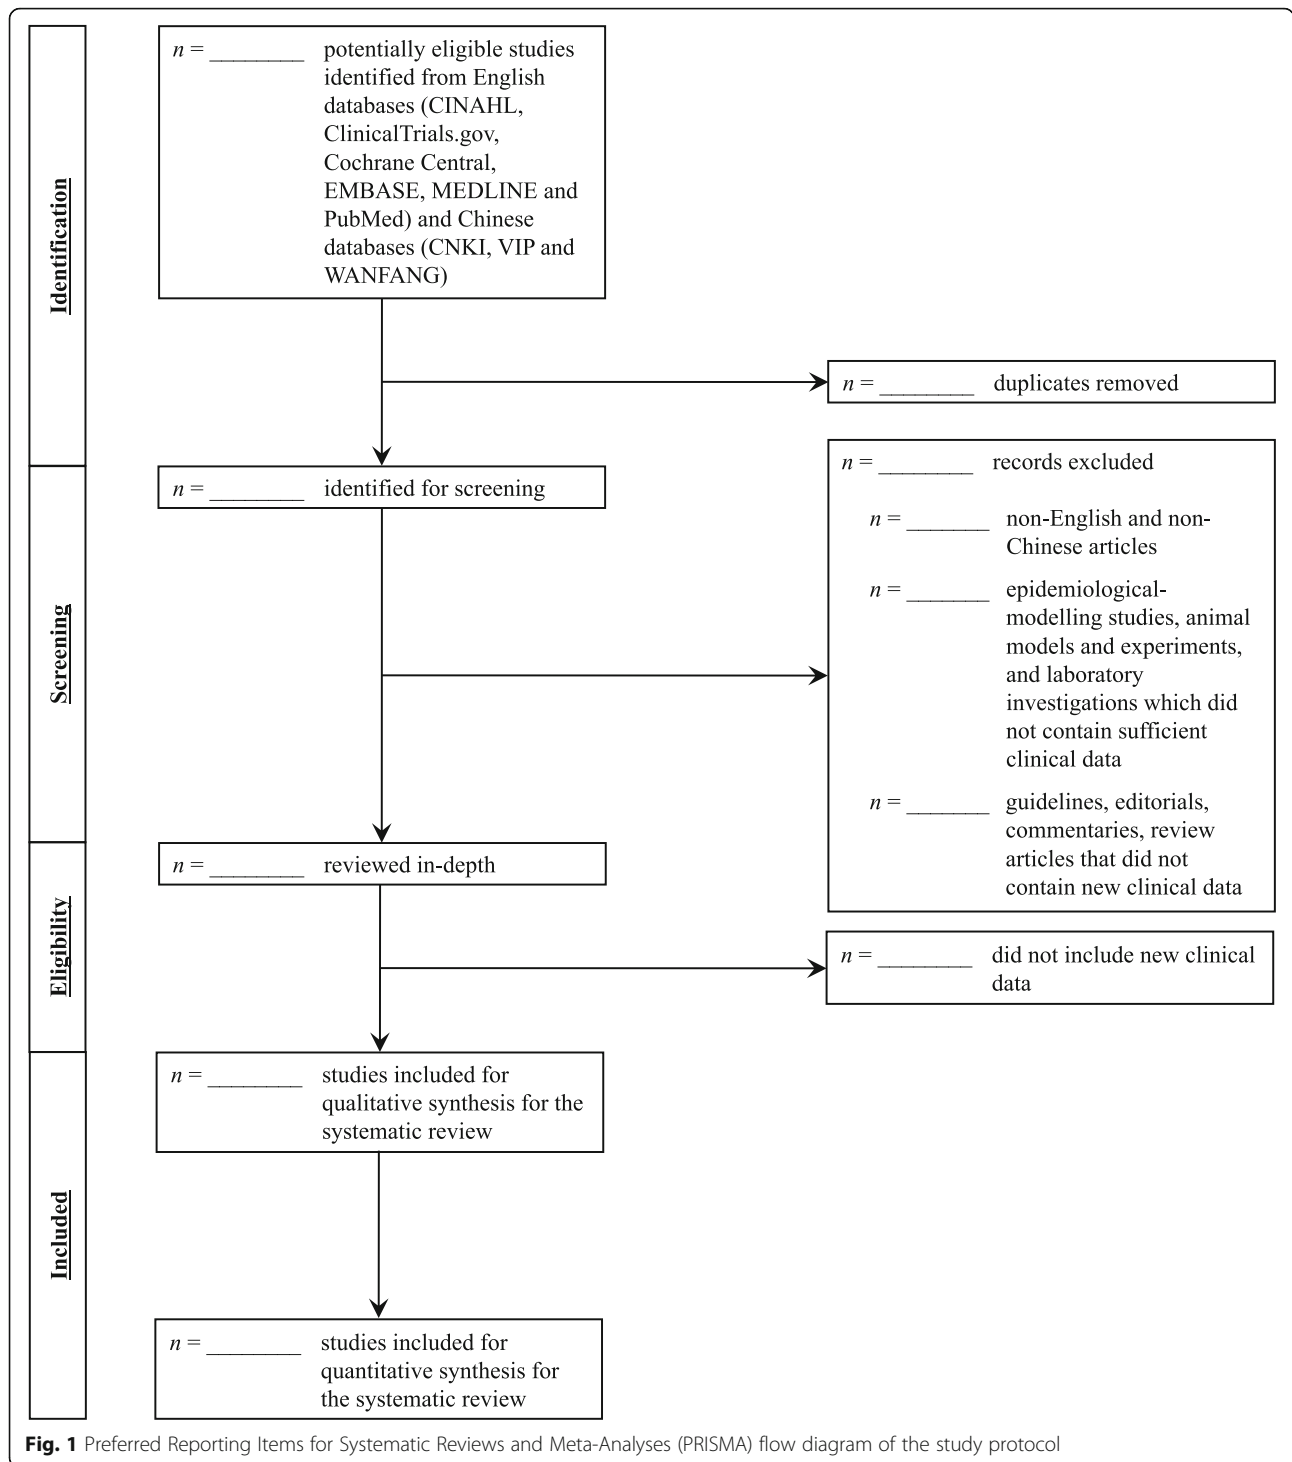 Identification
n = ________ potentially eligible studies
identified from English
databases (CINAHL,
ClinicalTrials.gov,
Cochrane Central,
EMBASE, MEDLINE and
PubMed) and Chinese
databases (CNKI, VIP and
WANFANG)
n = ________ duplicates removed
Screening
n = ________ identified for screening
n = ________ records excluded
n = _______ non-English and non-
Chinese articles
n = _______ epidemiological-
modelling studies, animal
models and experiments,
and laboratory
investigations which did
not contain sufficient
clinical data
n = _______ guidelines, editorials,
commentaries, review
articles that did not
contain new clinical data
Eligibility
n = ________ reviewed in-depth
n = ________ did not include new clinical
data
Included
n = ________ studies included for
qualitative synthesis for the
systematic review
n = ________ studies included for
quantitative synthesis for
the systematic review
Fig. 1 Preferred Reporting Items for Systematic Reviews and Meta-Analyses (PRISMA) flow diagram of the study protocol